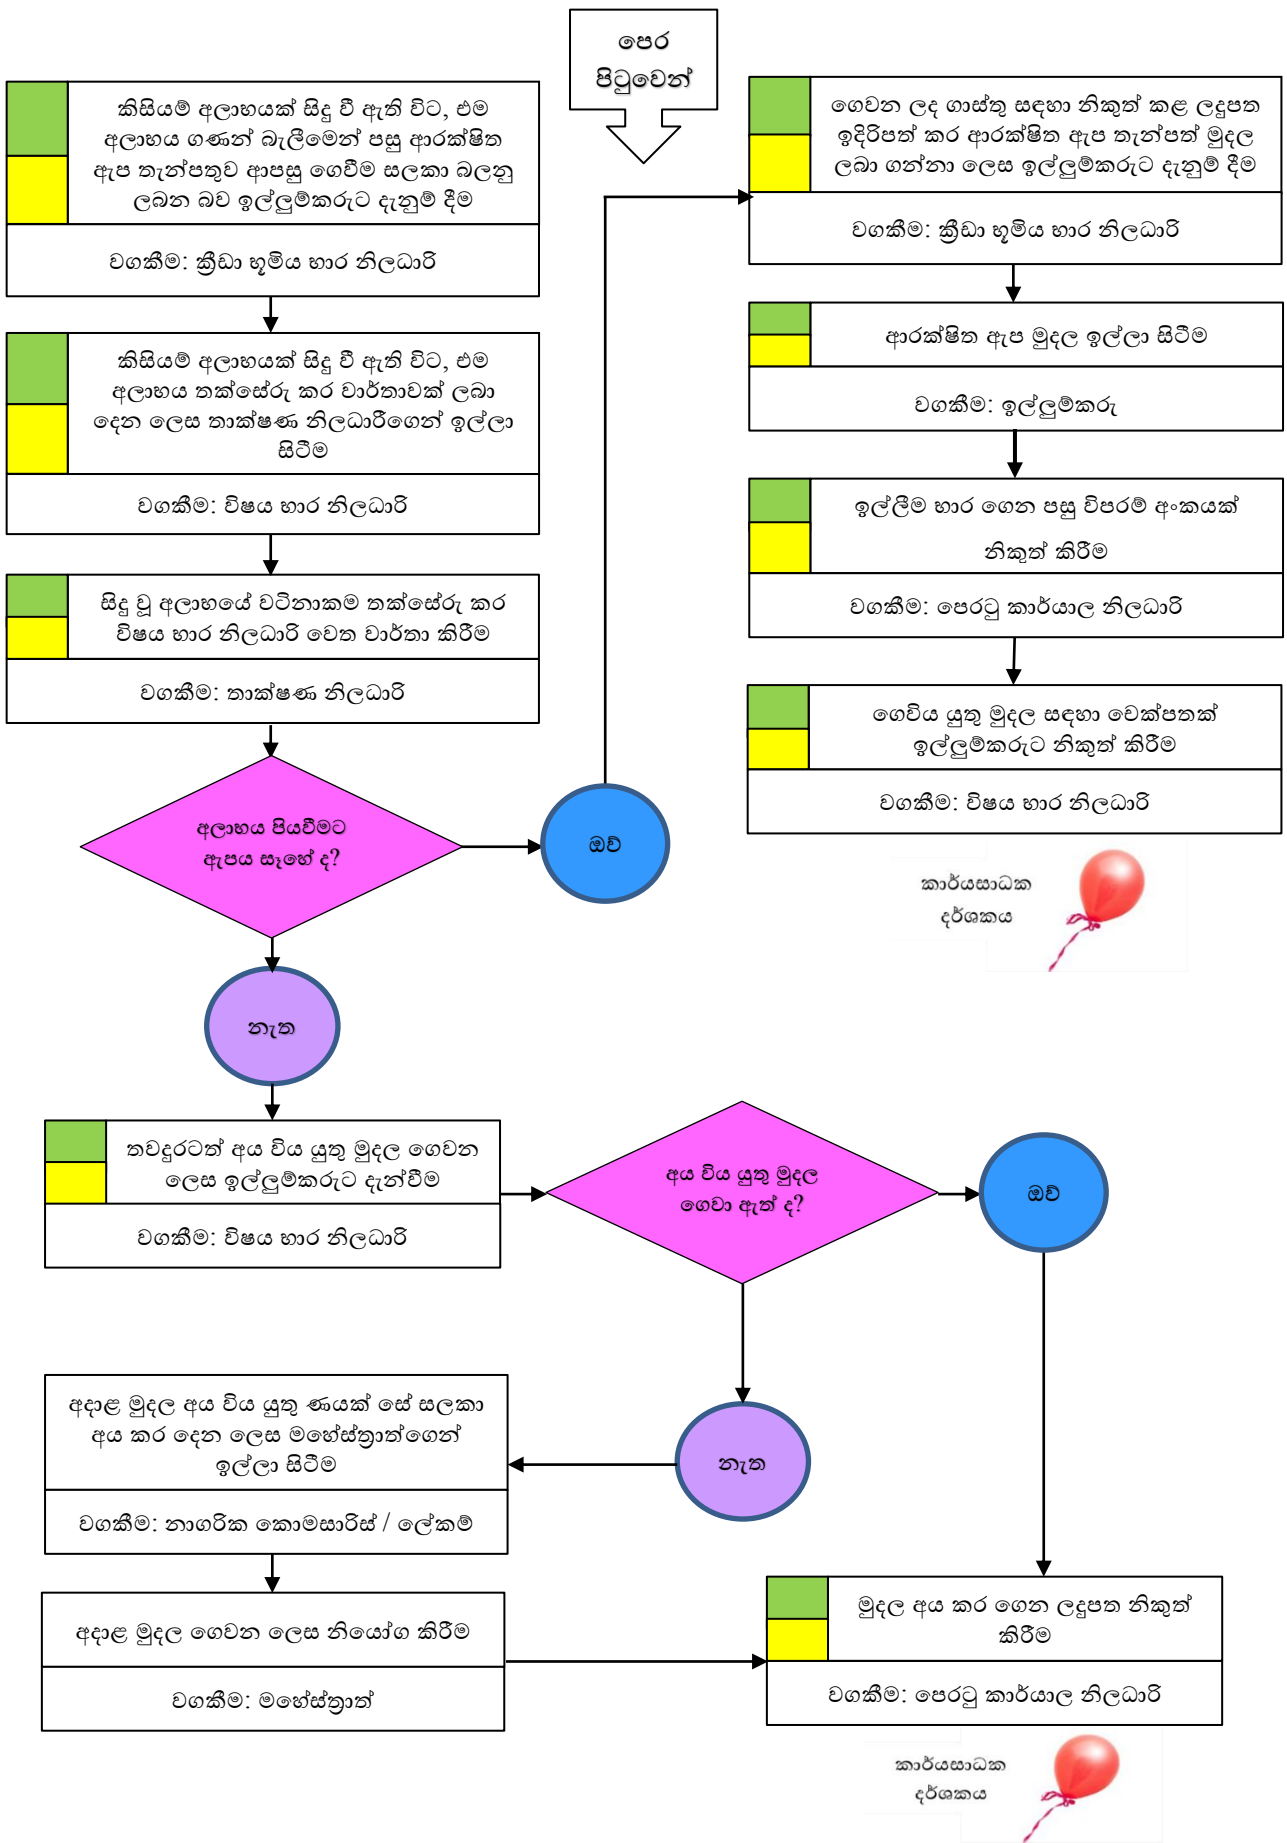 පෙර
පිටුවෙන්
කිසියම් අලාභයක් සිදු වී ඇති විට, එම
අලාභය ගණන් බැලීමෙන් පසු ආරක්ෂිත
ඇප තැන්පතුව ආපසු ගෙවීම සලකා බලනු
ලබන බව ඉල්ලුම්කරුට දැනුම් දීම
වගකීම: ක්‍රීඩා භූමිය භාර නිලධාරි
කිසියම් අලාභයක් සිදු වී ඇති විට, එම
අලාභය තක්සේරු කර වාර්තාවක් ලබා
දෙන ලෙස තාක්ෂණ නිලධාරීගෙන් ඉල්ලා
සිටීම
වගකීම: විෂය භාර නිලධාරි
සිදු වූ අලාභයේ වටිනාකම තක්සේරු කර
විෂය භාර නිලධාරි වෙත වාර්තා කිරීම
වගකීම: තාක්ෂණ නිලධාරි
අලාභය පියවීමට
ඇපය සෑහේ ද?
ඔව්
ගෙවන ලද ගාස්තු සඳහා නිකුත් කළ ලදුපත
ඉදිරිපත් කර ආරක්ෂිත ඇප තැන්පත් මුදල
ලබා ගන්නා ලෙස ඉල්ලුම්කරුට දැනුම් දීම
වගකීම: ක්‍රීඩා භූමිය භාර නිලධාරි
ආරක්ෂිත ඇප මුදල ඉල්ලා සිටීම
වගකීම: ඉල්ලුම්කරු
ඉල්ලීම භාර ගෙන පසු විපරම් අංකයක්
නිකුත් කිරීම
වගකීම: පෙරටු කාර්යාල නිලධාරි
ගෙවිය යුතු මුදල සඳහා චෙක්පතක්
ඉල්ලුම්කරුට නිකුත් කිරීම
වගකීම: විෂය භාර නිලධාරි
කාර්යසාධක
දර්ශකය
නැත
තවදුරටත් අය විය යුතු මුදල ගෙවන
ලෙස ඉල්ලුම්කරුට දැන්වීම
වගකීම: විෂය භාර නිලධාරි
අය විය යුතු මුදල
ගෙවා ඇත් ද?
ඔව්
නැත
අදාළ මුදල අය විය යුතු ණයක් සේ සලකා
අය කර දෙන ලෙස මහේස්ත්‍රාත්ගෙන්
ඉල්ලා සිටීම
වගකීම: නාගරික කොමසාරිස් / ලේකම්
අදාළ මුදල ගෙවන ලෙස නියෝග කිරීම
වගකීම: මහේස්ත්‍රාත්
මුදල අය කර ගෙන ලදුපත නිකුත්
කිරීම
වගකීම: පෙරටු කාර්යාල නිලධාරි
කාර්යසාධක
දර්ශකය